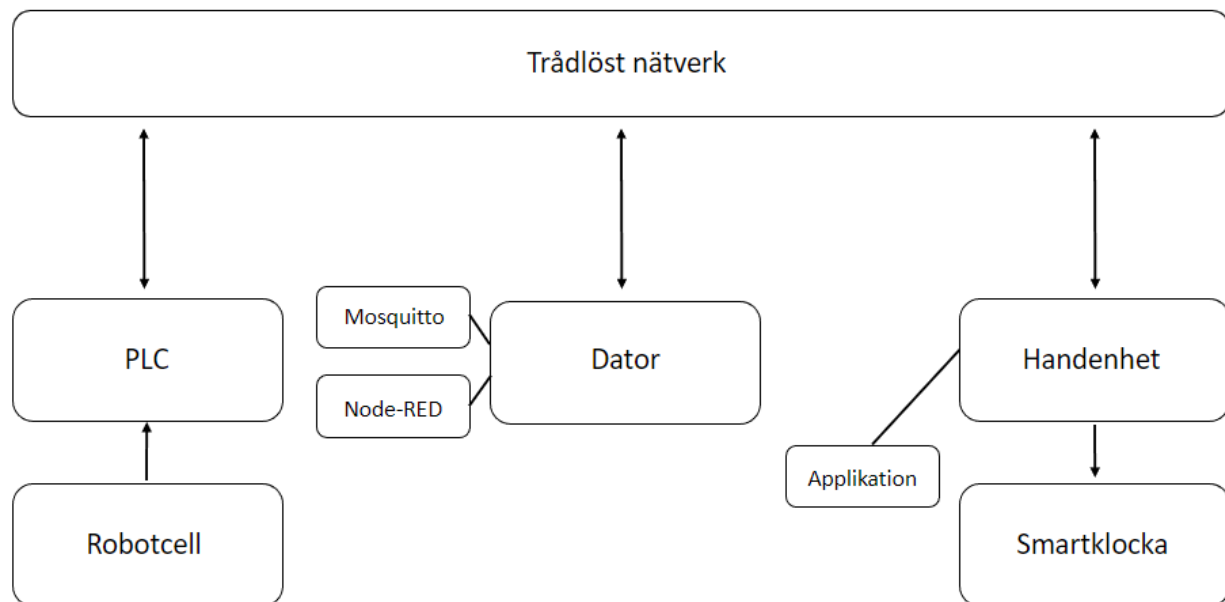 Trådlöst nätverk
PLC
Mosquitto
Node-RED
Dator
Handenhet
Applikation
Robotcell
Smartklocka